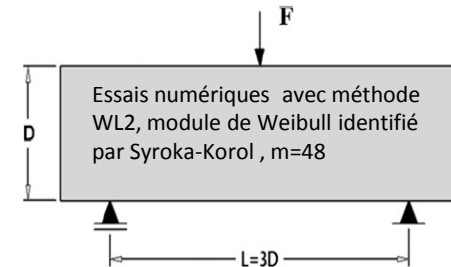 F
Essais numériques avec méthode
WL2, module de Weibull identifié
par Syroka-Korol , m=48
D
L=3D